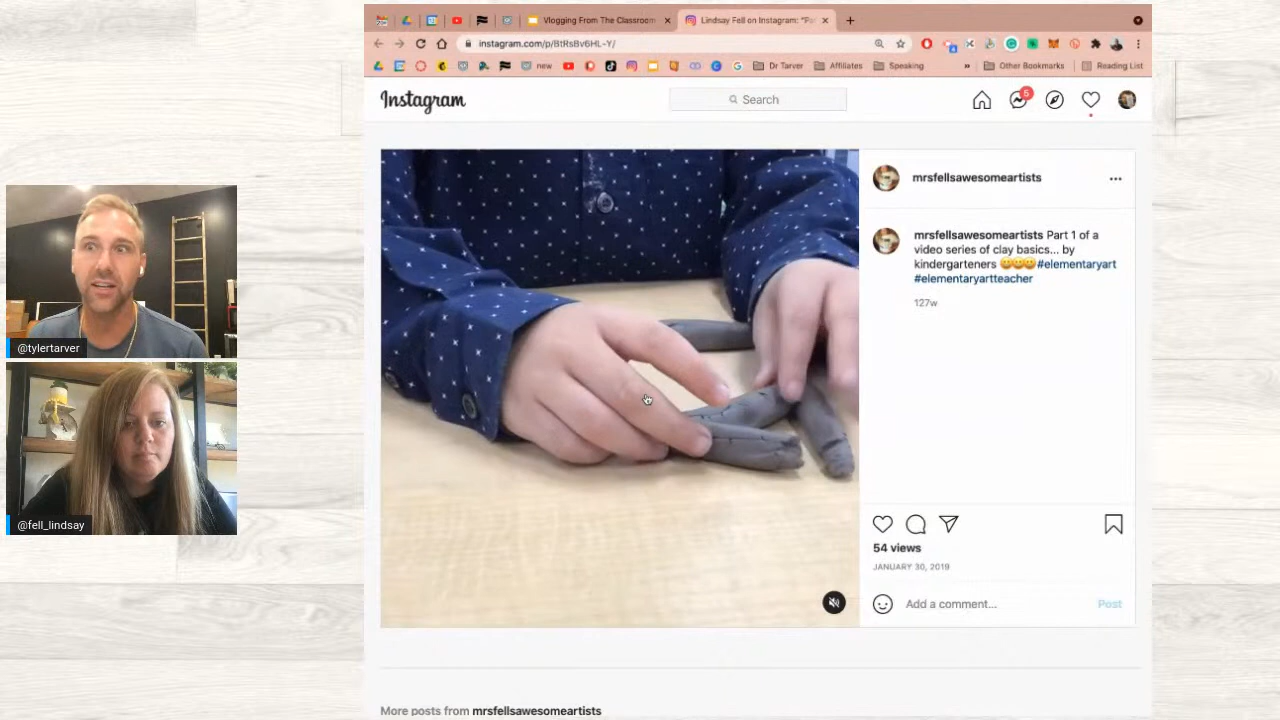 Vlogging From The Classroom
Lindsay Fell on Instagram: "Pa
instagram.com/p/BtRsBv6HL-Y/
new
Dr Tarver
Affiliates
Speaking
»
Other Bookmarks
Reading List
Instagram
Search
5
mrsfellsawesomeartists
mrsfellsawesomeartists Part 1 of a
video series of clay basics... by
kindergarteners 😀😀😀#elementaryart
#elementaryartteacher
127w
54 views
JANUARY 30, 2019
Add a comment...
Post
More posts from mrsfellsawesomeartists
@tylertarver
@fell_lindsay